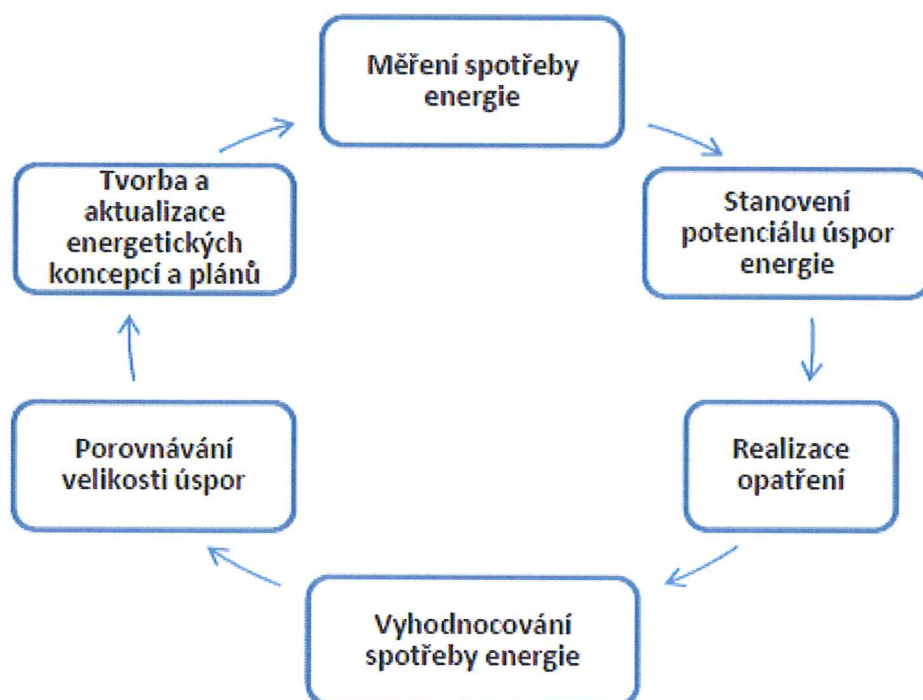 Měření spotřeby
energie
Stanovení
potenciálu úspor
energie
Realizace
opatření
Vyhodnocování
spotřeby energie
Porovnávání
velikosti úspor
Tvorba a
aktualizace
energetických
koncepcí a plánů